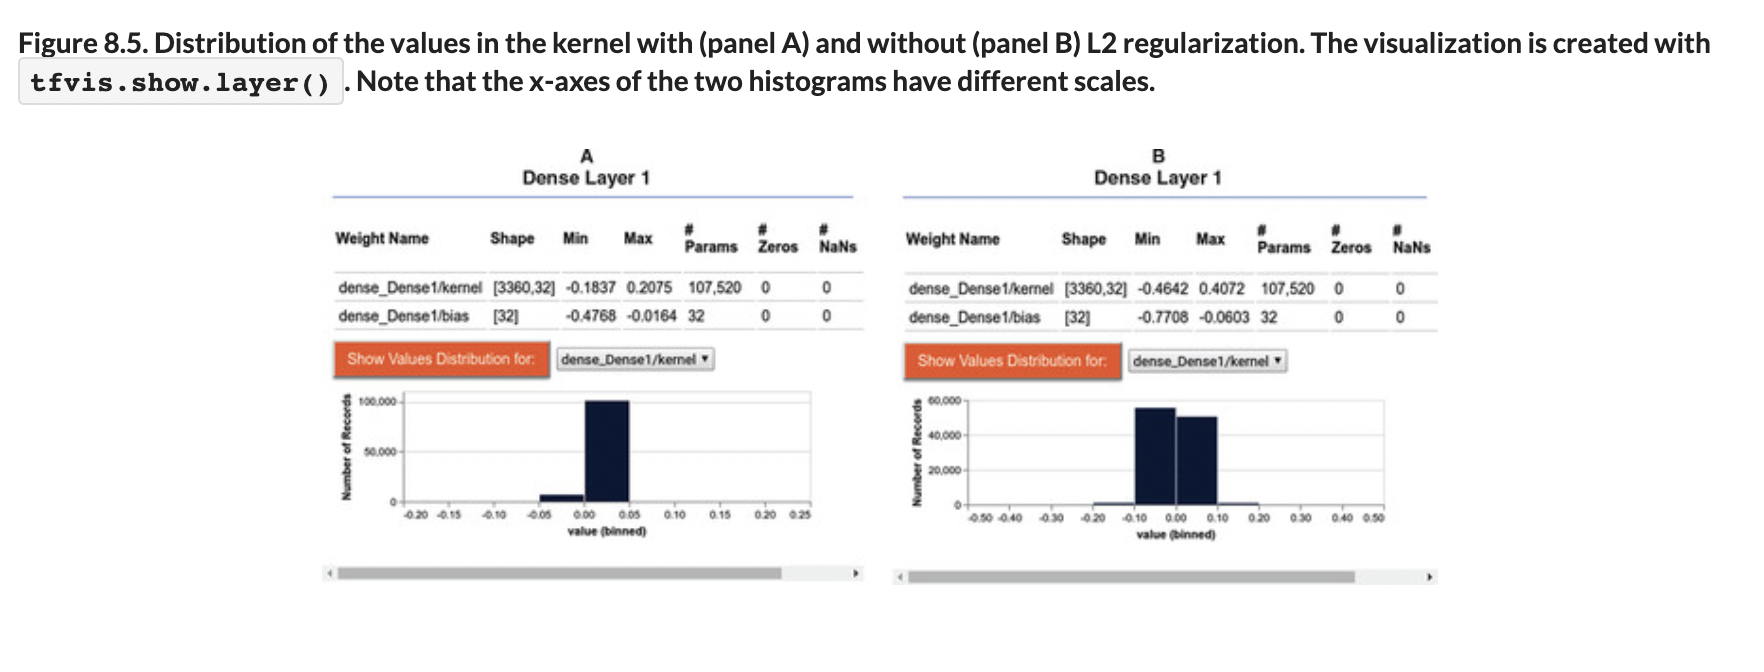 Figure 8.5. Distribution of the values in the kernel with (panel A) and without (panel B) L2 regularization. The visualization is created with
tfvis.show.layer() . Note that the x-axes of the two histograms have different scales.
A
Dense Layer 1
Weight Name Shape Min Max # Params # Zeros # NaNs
dense_Dense1/kernel [3360,32] -0.1837 0.2075 107,520 0 0
dense_Dense1/bias [32] -0.4768 -0.0164 32 0 0
Show Values Distribution for: dense_Dense1/kernel
Number of Records
100,000
50,000
0
-0.20 -0.15 -0.10 -0.05 0.00 0.05 0.10 0.15 0.20 0.25
value (binned)
B
Dense Layer 1
Weight Name Shape Min Max # Params # Zeros # NaNs
dense_Dense1/kernel [3360,32] -0.4642 0.4072 107,520 0 0
dense_Dense1/bias [32] -0.7708 -0.0603 32 0 0
Show Values Distribution for: dense_Dense1/kernel
Number of Records
60,000
40,000
20,000
0
-0.50 -0.40 -0.30 -0.20 -0.10 0.00 0.10 0.20 0.30 0.40 0.50
value (binned)